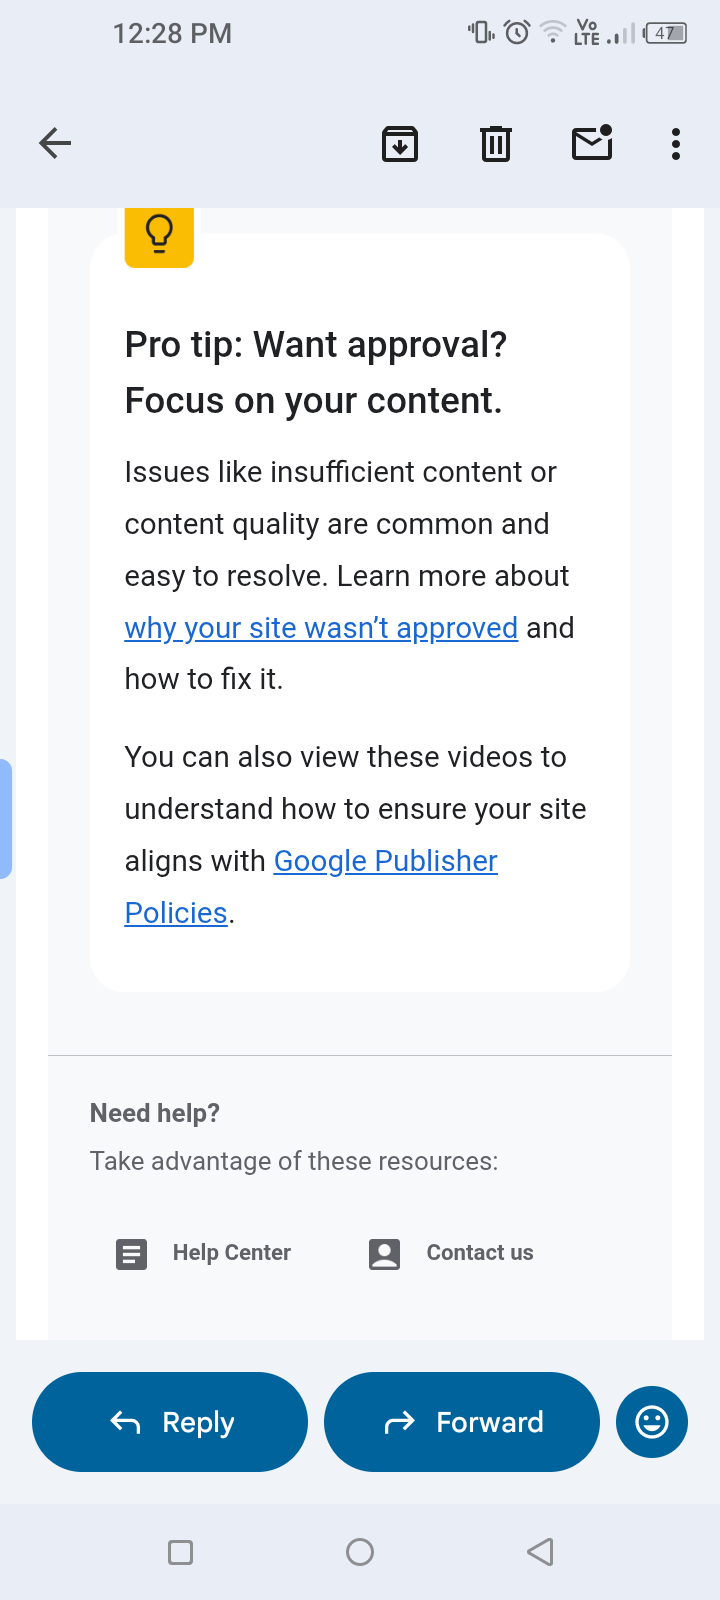 12:28 PM
Vo
LTE
47
Pro tip: Want approval?
Focus on your content.
Issues like insufficient content or
content quality are common and
easy to resolve. Learn more about
why your site wasn’t approved and
how to fix it.
You can also view these videos to
understand how to ensure your site
aligns with Google Publisher
Policies.
Need help?
Take advantage of these resources:
Help Center
Contact us
Reply
Forward